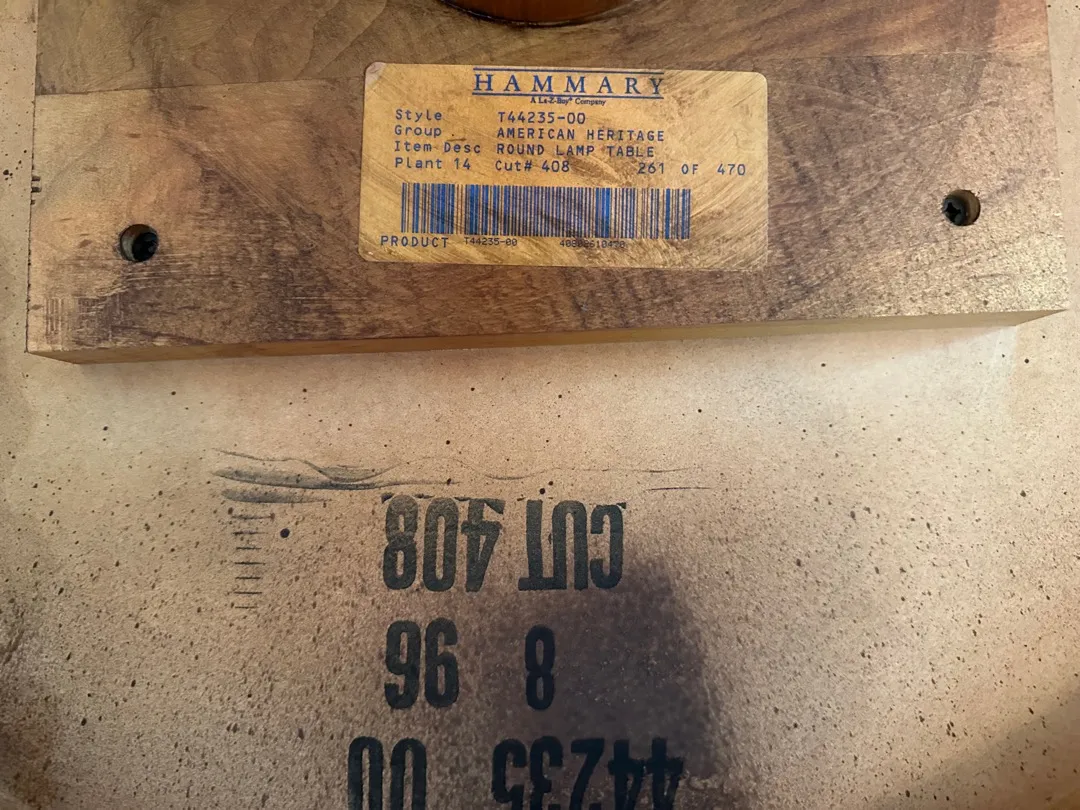 HAMMARY
A La-Z-Boy® Company
Style T44235-00
Group AMERICAN HERITAGE
Item Desc ROUND LAMP TABLE
Plant 14 Cut# 408 261 OF 470
PRODUCT T44235-00
44235 00
8 96
CUT 408